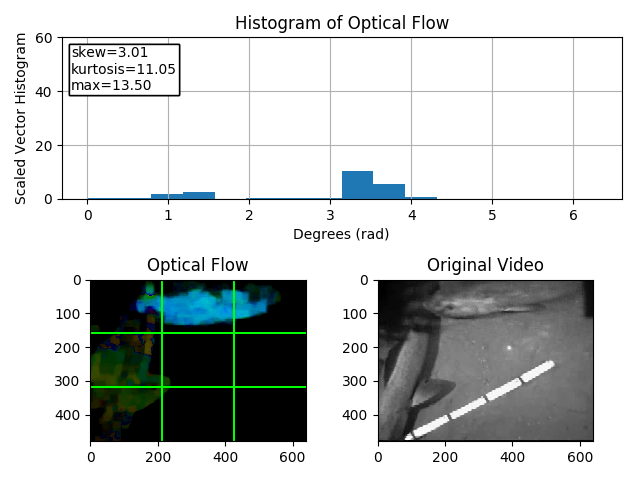 Histogram of Optical Flow
Scaled Vector Histogram
60
40
20
0
skew=3.01
kurtosis=11.05
max=13.50
0 1 2 3 4 5 6
Degrees (rad)
Optical Flow
0
100
200
300
400
0 200 400 600
Original Video
0
100
200
300
400
0 200 400 600